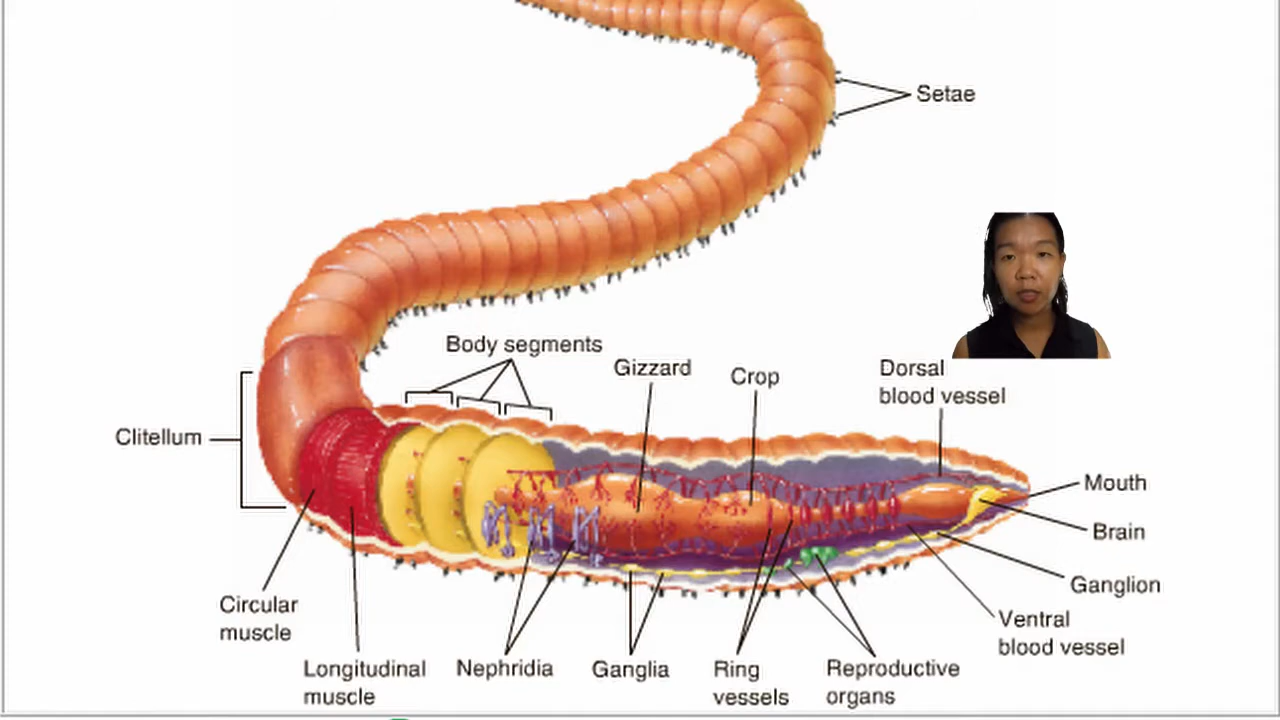 Setae
Body segments
Gizzard
Crop
Dorsal
blood vessel
Clitellum
Mouth
Brain
Ganglion
Circular
muscle
Ventral
blood vessel
Longitudinal
muscle
Nephridia
Ganglia
Ring
vessels
Reproductive
organs